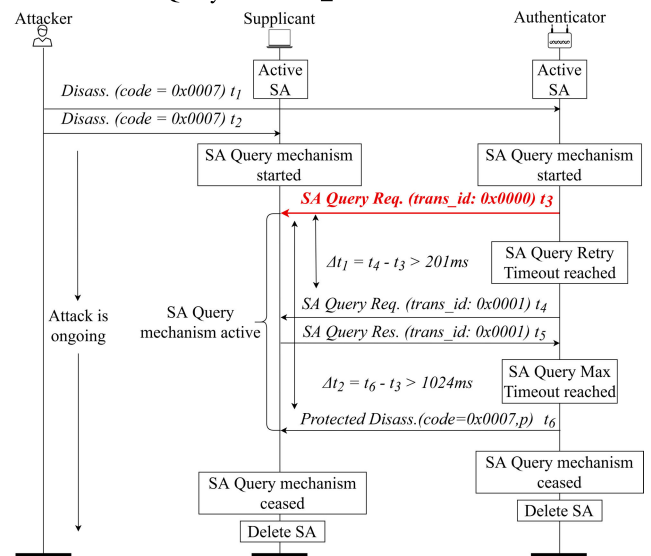 Attacker
Supplicant
Authenticator
Active
SA
Active
SA
Disass. (code = 0x0007) t1
Disass. (code = 0x0007) t2
SA Query mechanism
started
SA Query mechanism
started
SA Query Req. (trans_id: 0x0000) t3
SA Query Retry
Timeout reached
Δt1 = t4 - t3 > 201ms
SA Query Req. (trans_id: 0x0001) t4
Attack is
ongoing
SA Query
mechanism active
SA Query Res. (trans_id: 0x0001) t5
SA Query Max
Timeout reached
Δt2 = t6 - t3 > 1024ms
Protected Disass.(code=0x0007,p) t6
SA Query mechanism
ceased
SA Query mechanism
ceased
Delete SA
Delete SA